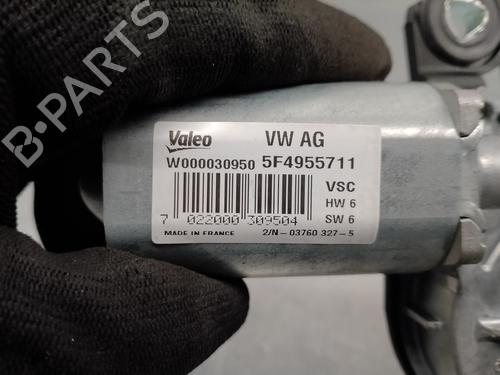 Valeo VW AG
W000030950 5F4955711
VSC
HW 6
7 022000 309504 SW 6
MADE IN FRANCE 2/N -03760 327- 5
B-PARTS